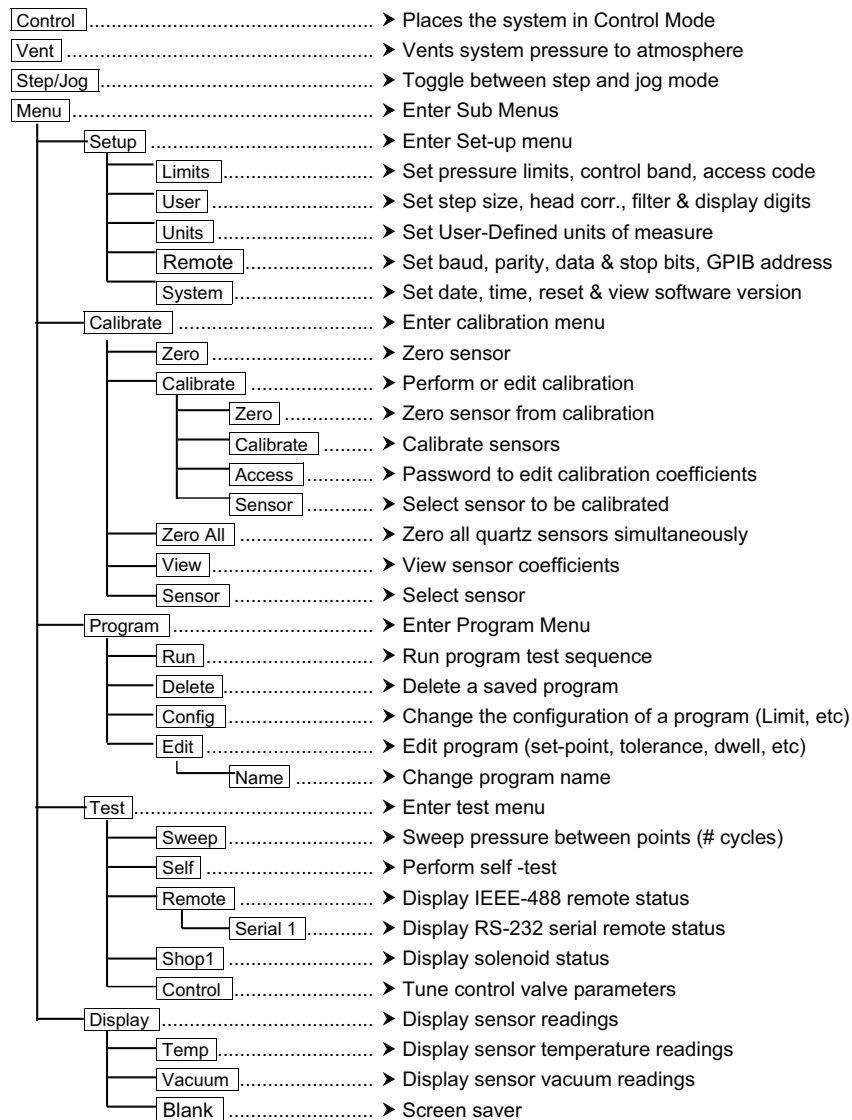 Control ➤ Places the system in Control Mode
Vent ➤ Vents system pressure to atmosphere
Step/Jog ➤ Toggle between step and jog mode
Menu ➤ Enter Sub Menus
Setup ➤ Enter Set-up menu
Limits ➤ Set pressure limits, control band, access code
User ➤ Set step size, head corr., filter & display digits
Units ➤ Set User-Defined units of measure
Remote ➤ Set baud, parity, data & stop bits, GPIB address
System ➤ Set date, time, reset & view software version
Calibrate ➤ Enter calibration menu
Zero ➤ Zero sensor
Calibrate ➤ Perform or edit calibration
Zero ➤ Zero sensor from calibration
Calibrate ➤ Calibrate sensors
Access ➤ Password to edit calibration coefficients
Sensor ➤ Select sensor to be calibrated
Zero All ➤ Zero all quartz sensors simultaneously
View ➤ View sensor coefficients
Sensor ➤ Select sensor
Program ➤ Enter Program Menu
Run ➤ Run program test sequence
Delete ➤ Delete a saved program
Config ➤ Change the configuration of a program (Limit, etc)
Edit ➤ Edit program (set-point, tolerance, dwell, etc)
Name ➤ Change program name
Test ➤ Enter test menu
Sweep ➤ Sweep pressure between points (# cycles)
Self ➤ Perform self -test
Remote ➤ Display IEEE-488 remote status
Serial 1 ➤ Display RS-232 serial remote status
Shop1 ➤ Display solenoid status
Control ➤ Tune control valve parameters
Display ➤ Display sensor readings
Temp ➤ Display sensor temperature readings
Vacuum ➤ Display sensor vacuum readings
Blank ➤ Screen saver